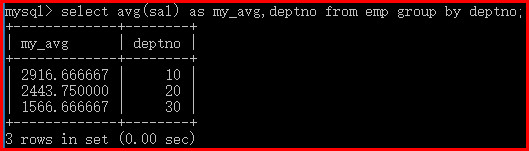 mysql> select avg(sal) as my_avg,deptno from emp group by deptno;
+-------------+--------+
| my_avg      | deptno |
+-------------+--------+
| 2916.666667 |     10 |
| 2443.750000 |     20 |
| 1566.666667 |     30 |
+-------------+--------+
3 rows in set (0.00 sec)